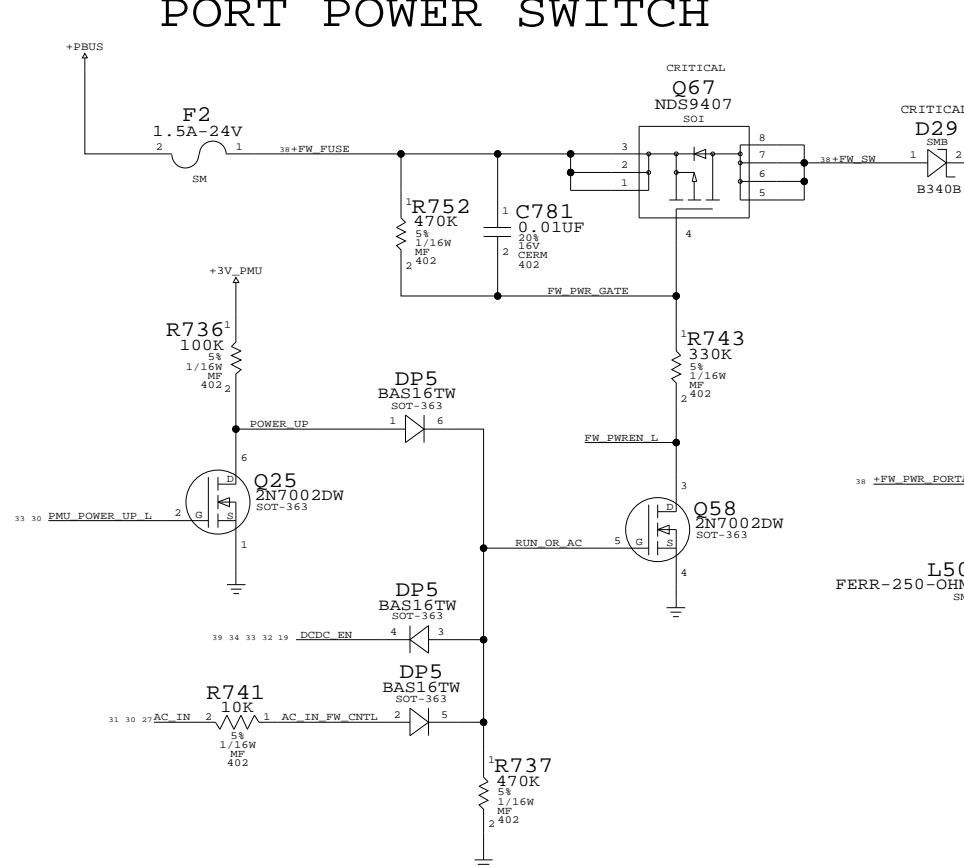 PORT POWER SWITCH
+PBUS
CRITICAL
Q67
NDS9407
SOI
CRITICAL
D29
SMB
1 2
B340B
F2
1.5A-24V
2 1
SM
38 +FW_FUSE
3
2
1
8
7
6
5
4
38 +FW_SW
1
R752
470K
5%
1/16W
MF
402
2
1
C781
0.01UF
20%
16V
CERM
402
2
FW_PWR_GATE
+3V_PMU
1
R736
100K
5%
1/16W
MF
402
2
1
R743
330K
5%
1/16W
MF
402
2
DP5
BAS16TW
SOT-363
1 6
POWER_UP
FW_PWREN_L
6
D
Q25
2N7002DW
SOT-363
33 30 PMU_POWER_UP_L 2 G S
1
3
D
Q58
2N7002DW
SOT-363
RUN_OR_AC 5 G S
4
38 +FW_PWR_PORTA
L50
FERR-250-OHM
SM
DP5
BAS16TW
SOT-363
39 34 33 32 19 DCDC_EN 4 3
DP5
BAS16TW
SOT-363
R741
10K
31 30 27 AC_IN 2 1 AC_IN_FW_CNTL 2 5
5%
1/16W
MF
402
1
R737
470K
5%
1/16W
MF
402
2